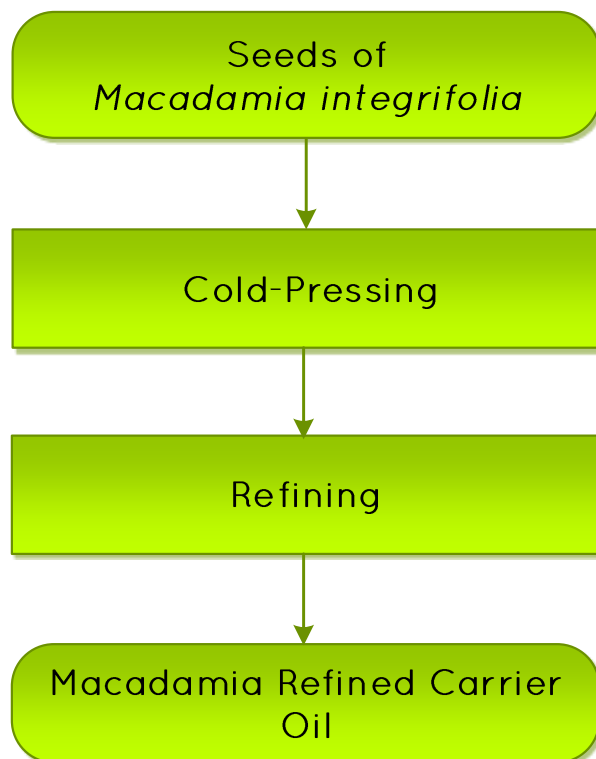 Seeds of
Macadamia integrifolia
Cold-Pressing
Refining
Macadamia Refined Carrier
Oil